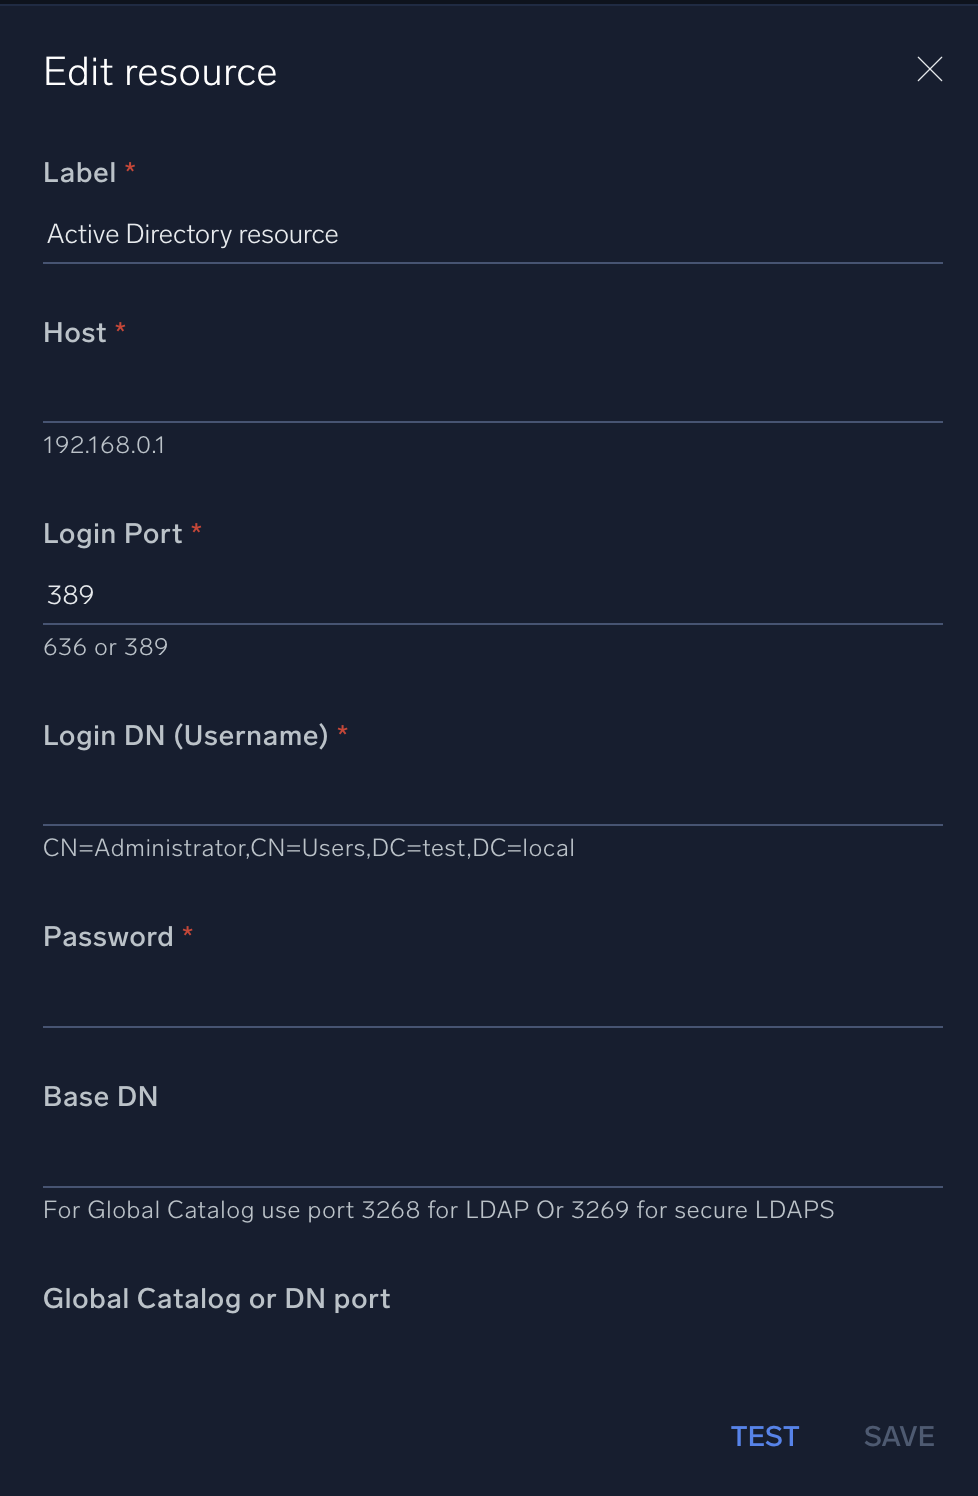 Edit resource
Label *
Active Directory resource
Host *
192.168.0.1
Login Port *
389
636 or 389
Login DN (Username) *
CN=Administrator,CN=Users,DC=test,DC=local
Password *
Base DN
For Global Catalog use port 3268 for LDAP Or 3269 for secure LDAPS
Global Catalog or DN port
TEST SAVE